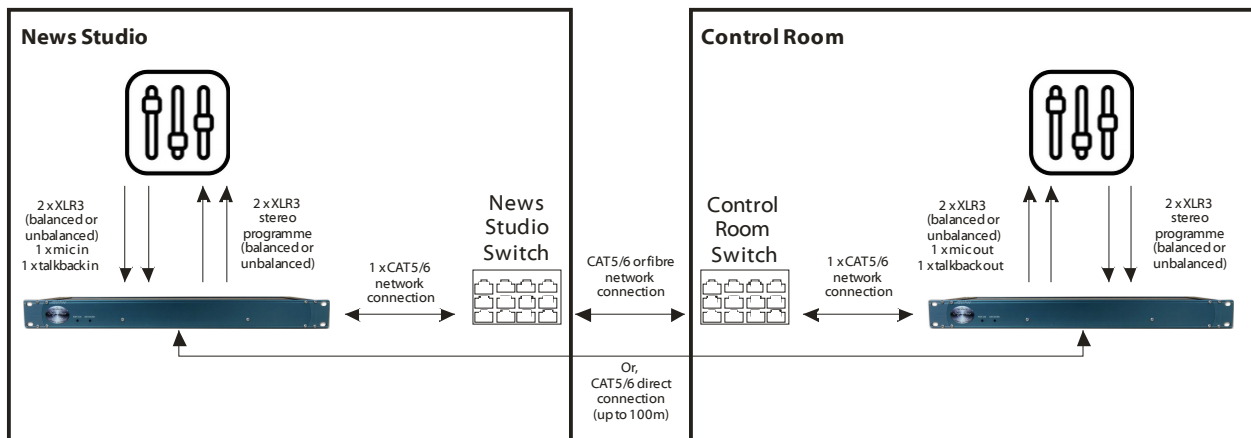 News Studio
2 x XLR3
(balanced or
unbalanced)
1 x mic in
1 x talkback in
2 x XLR3
stereo
programme
(balanced or
unbalanced)
1 x CAT5/6
network
connection
News
Studio
Switch
CAT5/6 or fibre
network
connection
Or,
CAT5/6 direct
connection
(up to 100m)
Control Room
Control
Room
Switch
1 x CAT5/6
network
connection
2 x XLR3
(balanced or
unbalanced)
1 x mic out
1 x talkback out
2 x XLR3
stereo
programme
(balanced or
unbalanced)